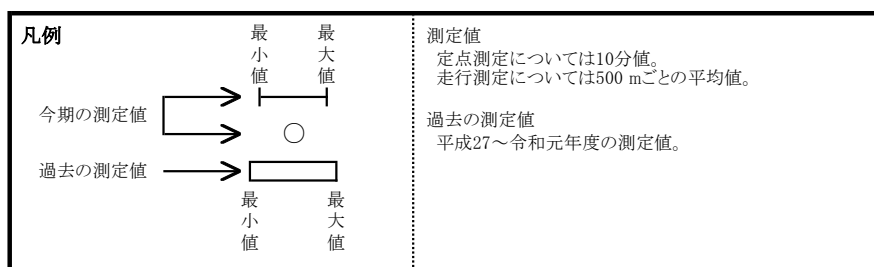 凡例
最小値
最大値
今期の測定値
○
過去の測定値
最小値
最大値
測定値
定点測定については10分値。
走行測定については500 mごとの平均値。
過去の測定値
平成27～令和元年度の測定値。